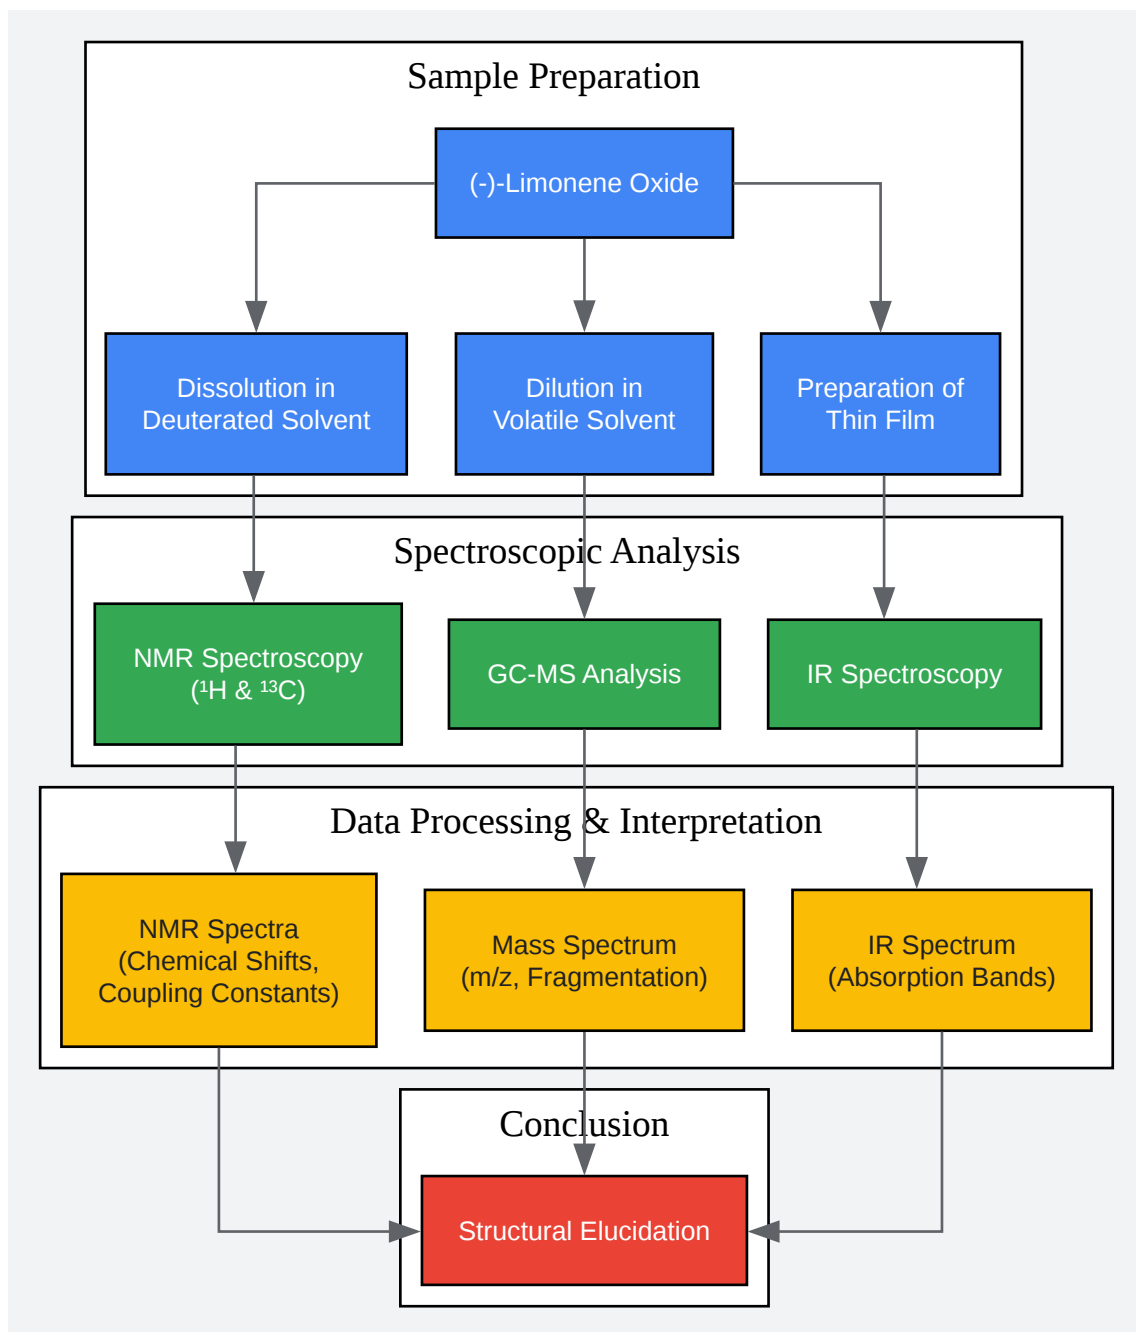 Sample Preparation
(-)-Limonene Oxide
Dissolution in
Deuterated Solvent
Dilution in
Volatile Solvent
Preparation of
Thin Film
Spectroscopic Analysis
NMR Spectroscopy
(¹H & ¹³C)
GC-MS Analysis
IR Spectroscopy
Data Processing & Interpretation
NMR Spectra
(Chemical Shifts,
Coupling Constants)
Mass Spectrum
(m/z, Fragmentation)
IR Spectrum
(Absorption Bands)
Conclusion
Structural Elucidation